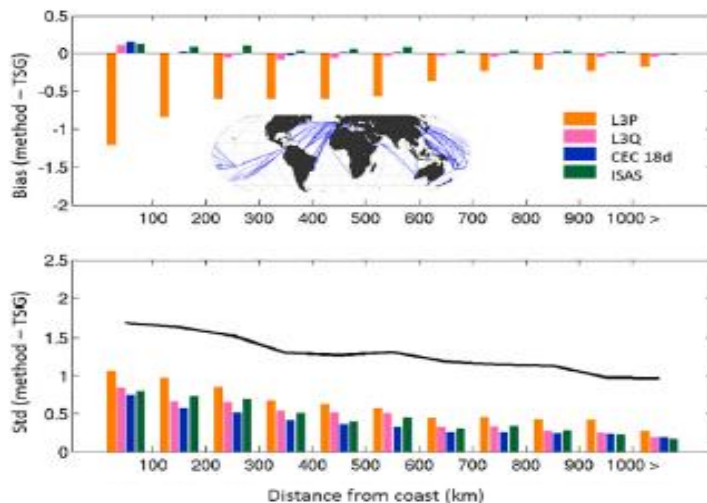 0.5
0
-0.5
-1
-1.5
-2
Bias (method – TSG)
L3P
L3Q
CEC 18d
ISAS
100 200 300 400 500 600 700 800 900 1000 >
2.5
2
1.5
1
0.5
0
Std (method – TSG)
100 200 300 400 500 600 700 800 900 1000 >
Distance from coast (km)